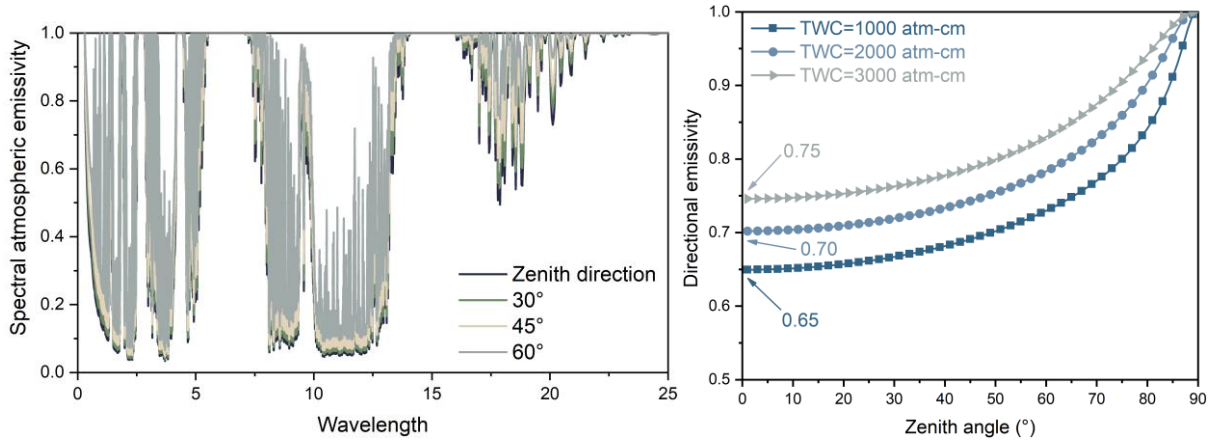 Spectral atmospheric emissivity
1.0
0.8
0.6
0.4
0.2
0.0
Zenith direction
30°
45°
60°
0 5 10 15 20 25
Wavelength
Directional emissivity
1.0
0.9
0.8
0.7
0.6
0.5
TWC=1000 atm-cm
TWC=2000 atm-cm
TWC=3000 atm-cm
0.75
0.70
0.65
0 10 20 30 40 50 60 70 80 90
Zenith angle (°)